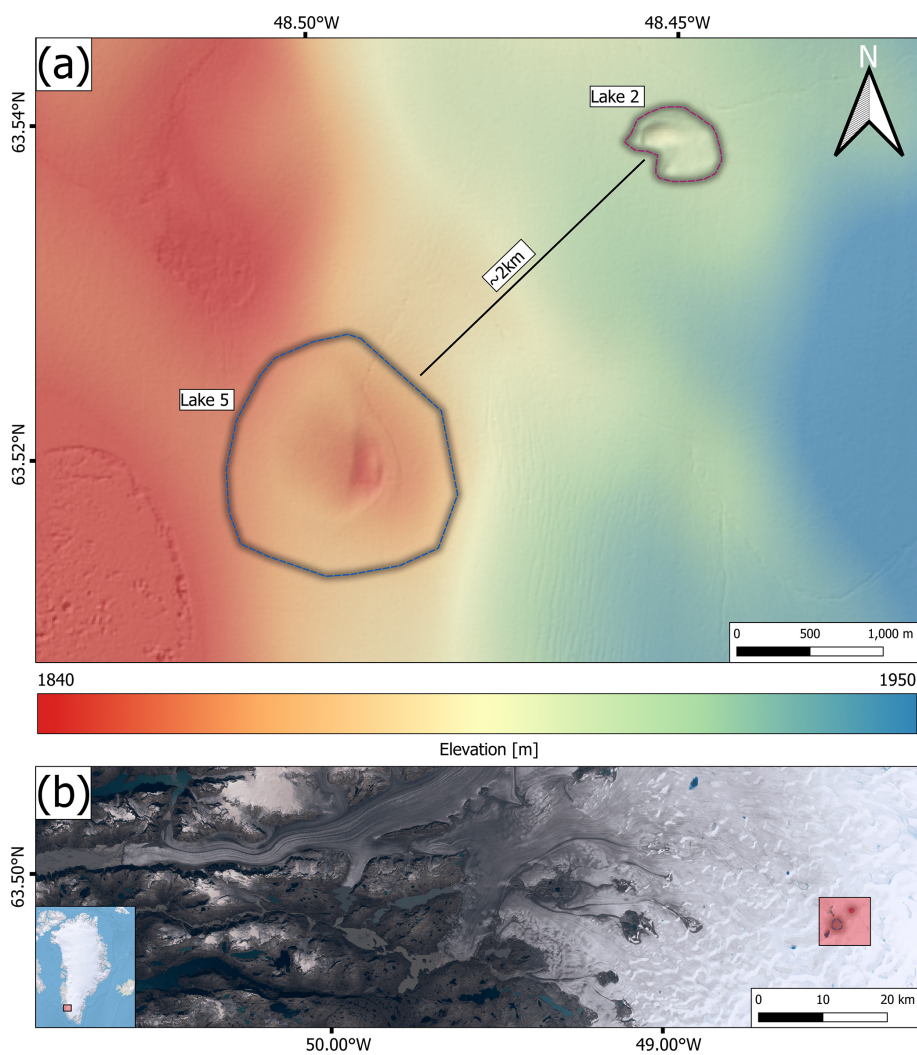 48.50°W 48.45°W
(a)
N
Lake 2
63.54°N
~2km
Lake 5
63.52°N
0 500 1,000 m
1840 1950
Elevation [m]
(b)
63.50°N
0 10 20 km
50.00°W 49.00°W